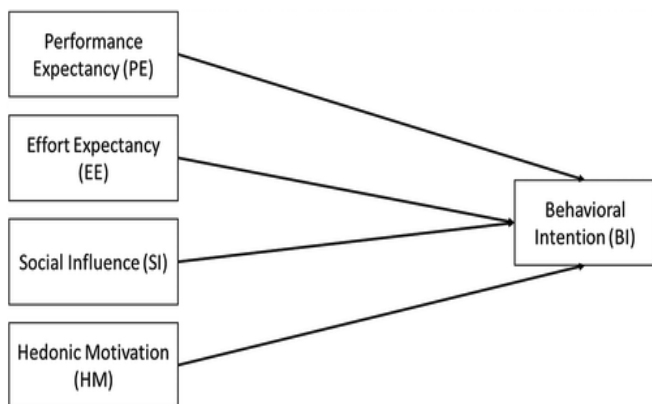 Performance
Expectancy (PE)
Effort Expectancy
(EE)
Social Influence (SI)
Hedonic Motivation
(HM)
Behavioral
Intention (BI)